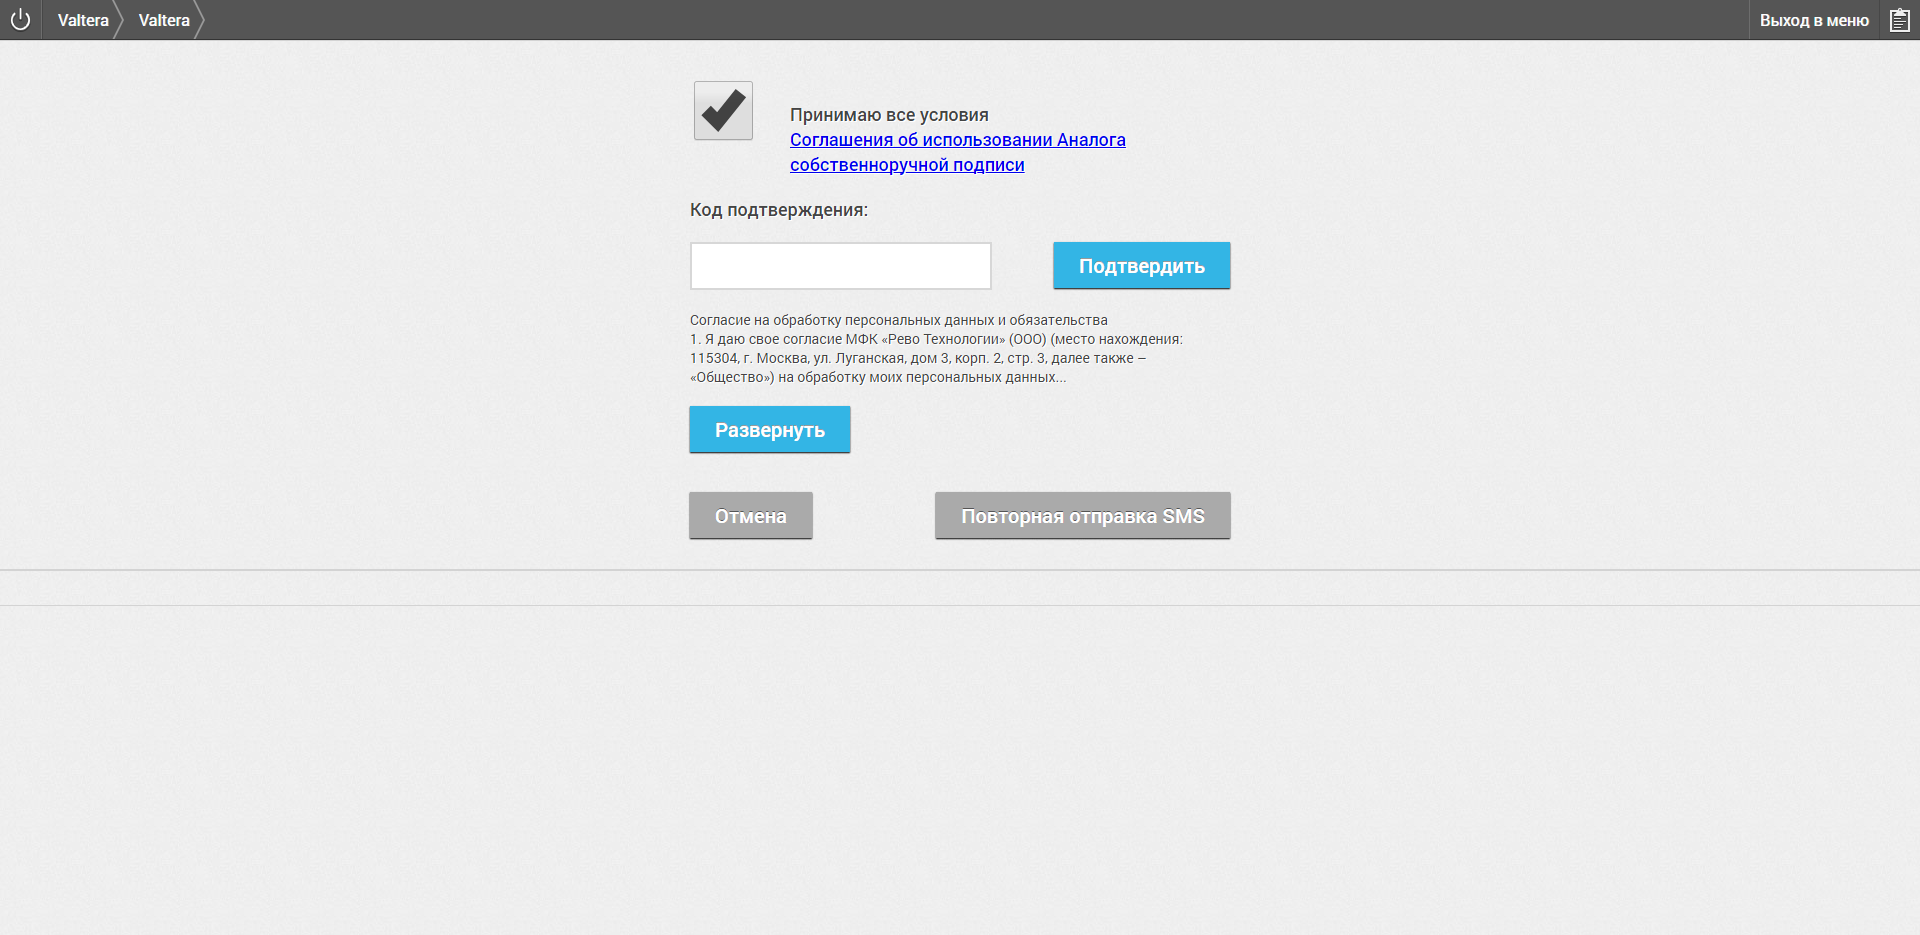 Valtera
Valtera
Выход в меню
Принимаю все условия
Соглашения об использовании Аналога
собственноручной подписи
Код подтверждения:
Подтвердить
Согласие на обработку персональных данных и обязательства
1. Я даю свое согласие МФК «Рево Технологии» (ООО) (место нахождения:
115304, г. Москва, ул. Луганская, дом 3, корп. 2, стр. 3, далее также –
«Общество») на обработку моих персональных данных...
Развернуть
Отмена
Повторная отправка SMS